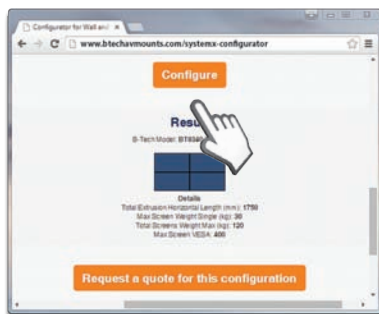 Configurator for Wall and
www.btechavmounts.com/systemx-configurator
Configure
Resu
B-Tech Model: BT8340
Details
Total Extrusion Horizontal Length (mm): 1750
Max Screen Weight Single (kg): 30
Total Screens Weight Max (kg): 120
Max Screen VESA: 400
Request a quote for this configuration